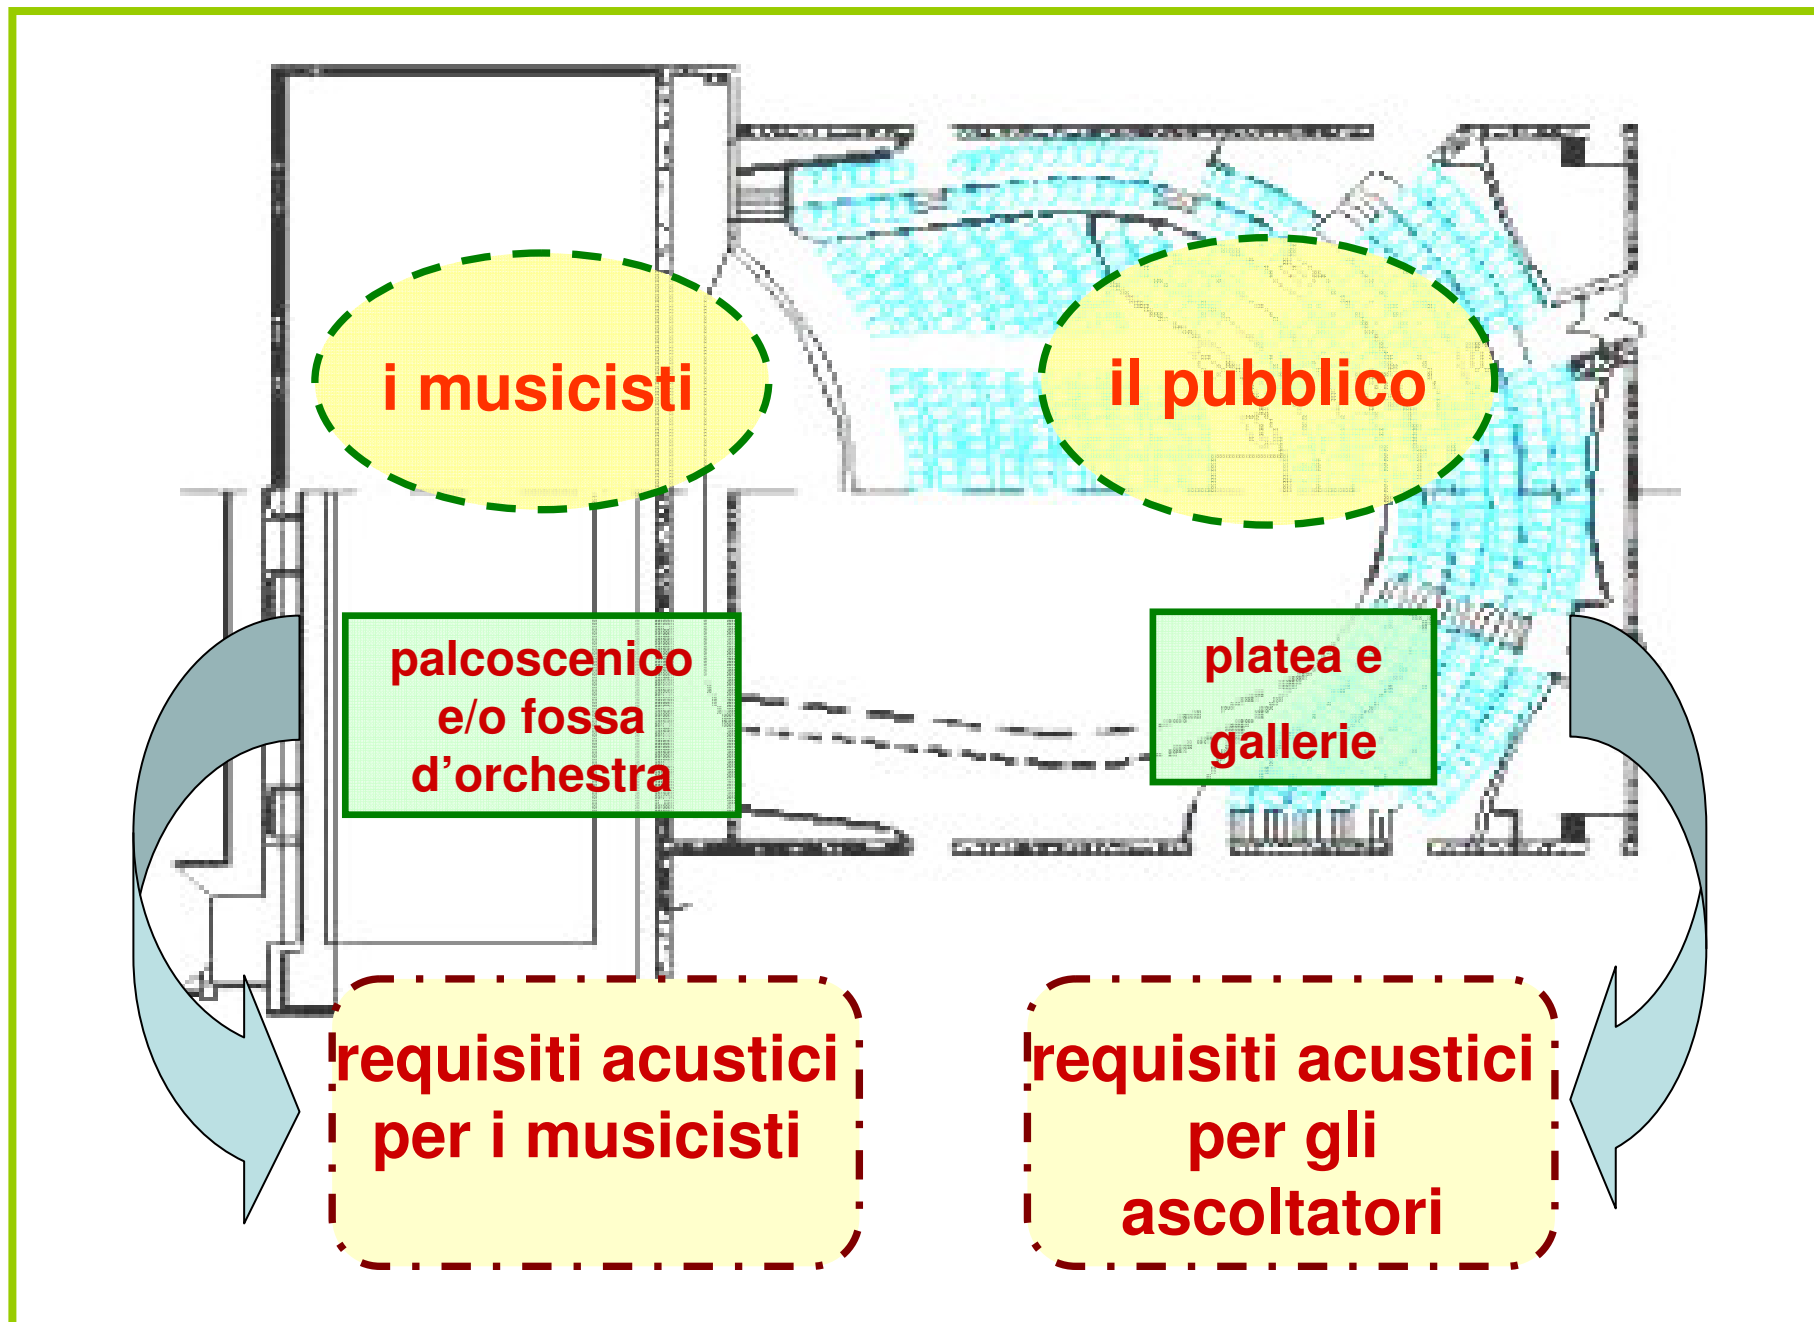 i musicisti
il pubblico
palcoscenico
e/o fossa
d’orchestra
platea e
gallerie
requisiti acustici
per i musicisti
requisiti acustici
per gli
ascoltatori